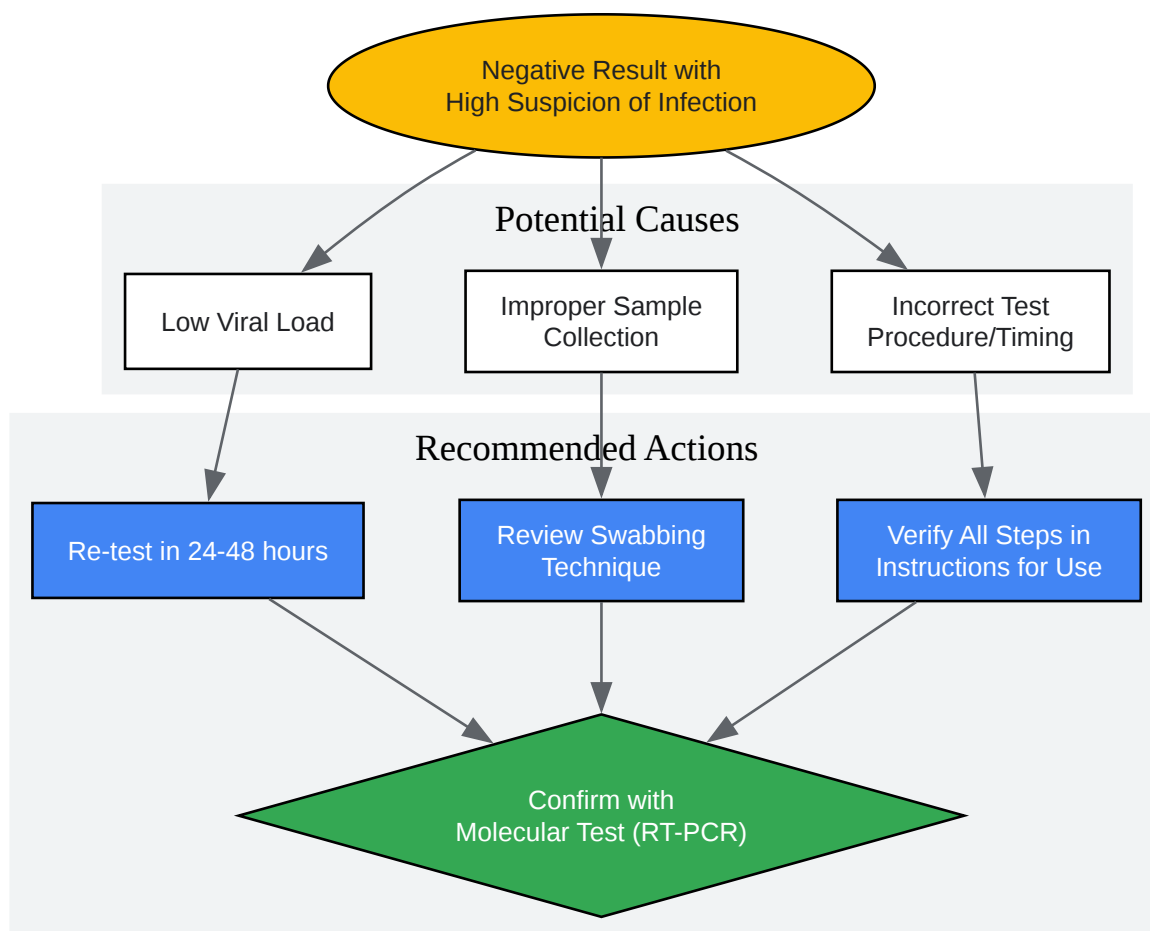 Negative Result with
High Suspicion of Infection
Potential Causes
Low Viral Load
Improper Sample
Collection
Incorrect Test
Procedure/Timing
Recommended Actions
Re-test in 24-48 hours
Review Swabbing
Technique
Verify All Steps in
Instructions for Use
Confirm with
Molecular Test (RT-PCR)